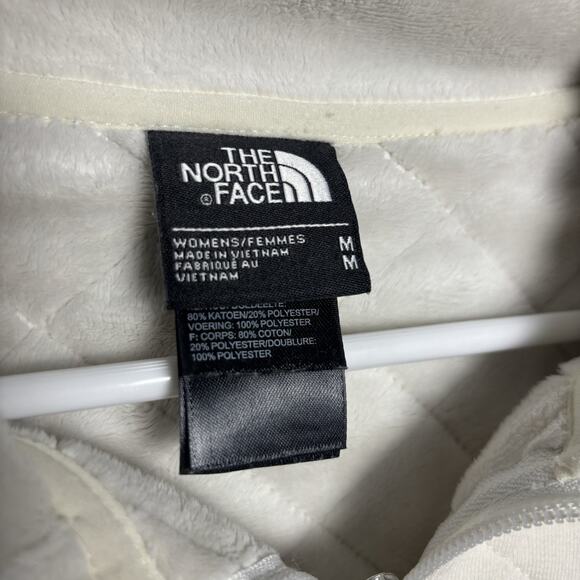 THE
NORTH
FACE
®
WOMENS/FEMMES M
MADE IN VIETNAM M
FABRIQUÉ AU
VIETNAM
80% KATOEN/20% POLYESTER/
VOERING: 100% POLYESTER
F: CORPS: 80% COTON/
20% POLYESTER/DOUBLURE:
100% POLYESTER